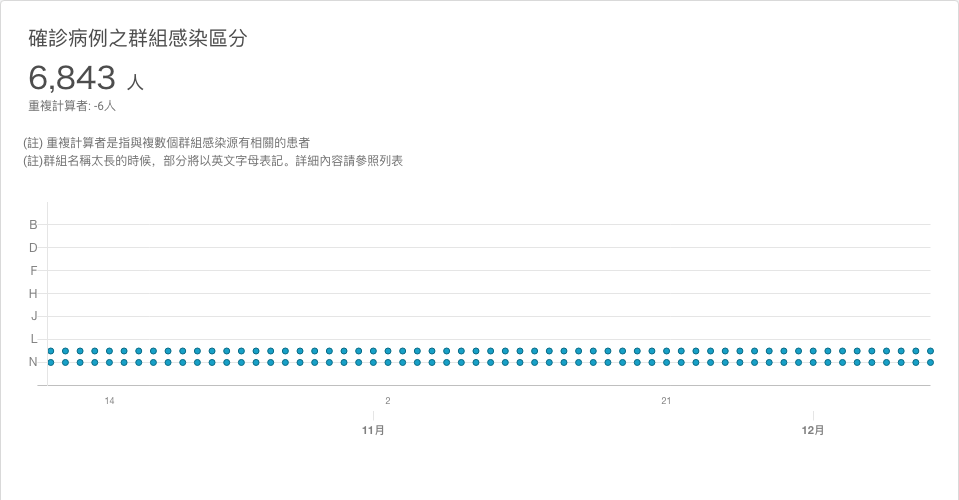 確診病例之群組感染區分
6,843 人
重複計算者: -6人
(註) 重複計算者是指與複數個群組感染源有相關的患者
(註)群組名稱太長的時候，部分將以英文字母表記。詳細內容請參照列表
B
D
F
H
J
L
N
14 2 21
11月 12月